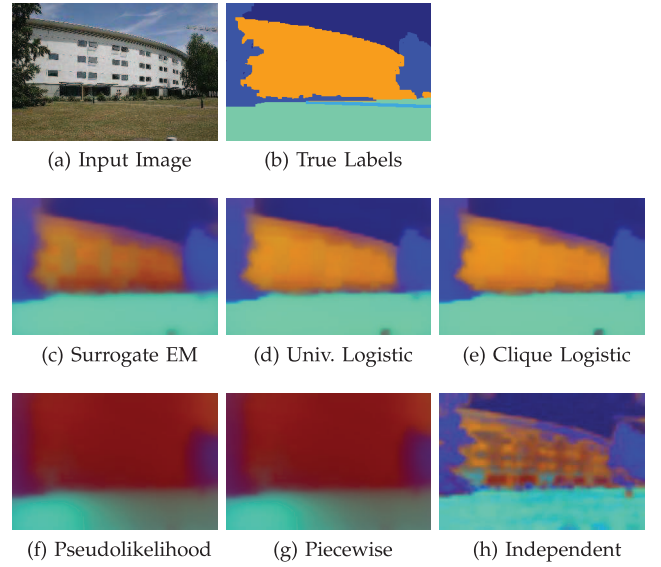 (a) Input Image
(b) True Labels
(c) Surrogate EM
(d) Univ. Logistic
(e) Clique Logistic
(f) Pseudolikelihood
(g) Piecewise
(h) Independent